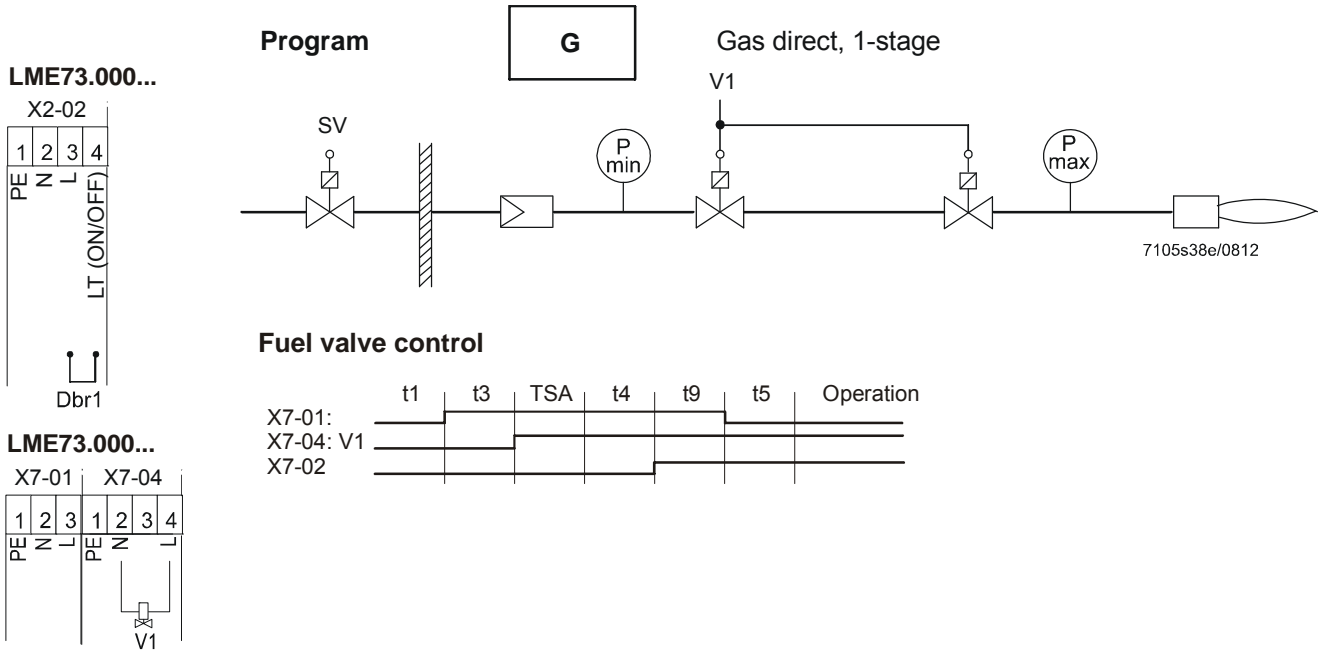 Program
G
Gas direct, 1-stage
LME73.000...
X2-02
1 2 3 4
PE N L LT (ON/OFF)
Dbr1
V1
SV
P min
P max
7105s38e/0812
Fuel valve control
t1 t3 TSA t4 t9 t5 Operation
X7-01:
X7-04: V1
X7-02
LME73.000...
X7-01 X7-04
1 2 3 1 2 3 4
PE N L PE N L
V1